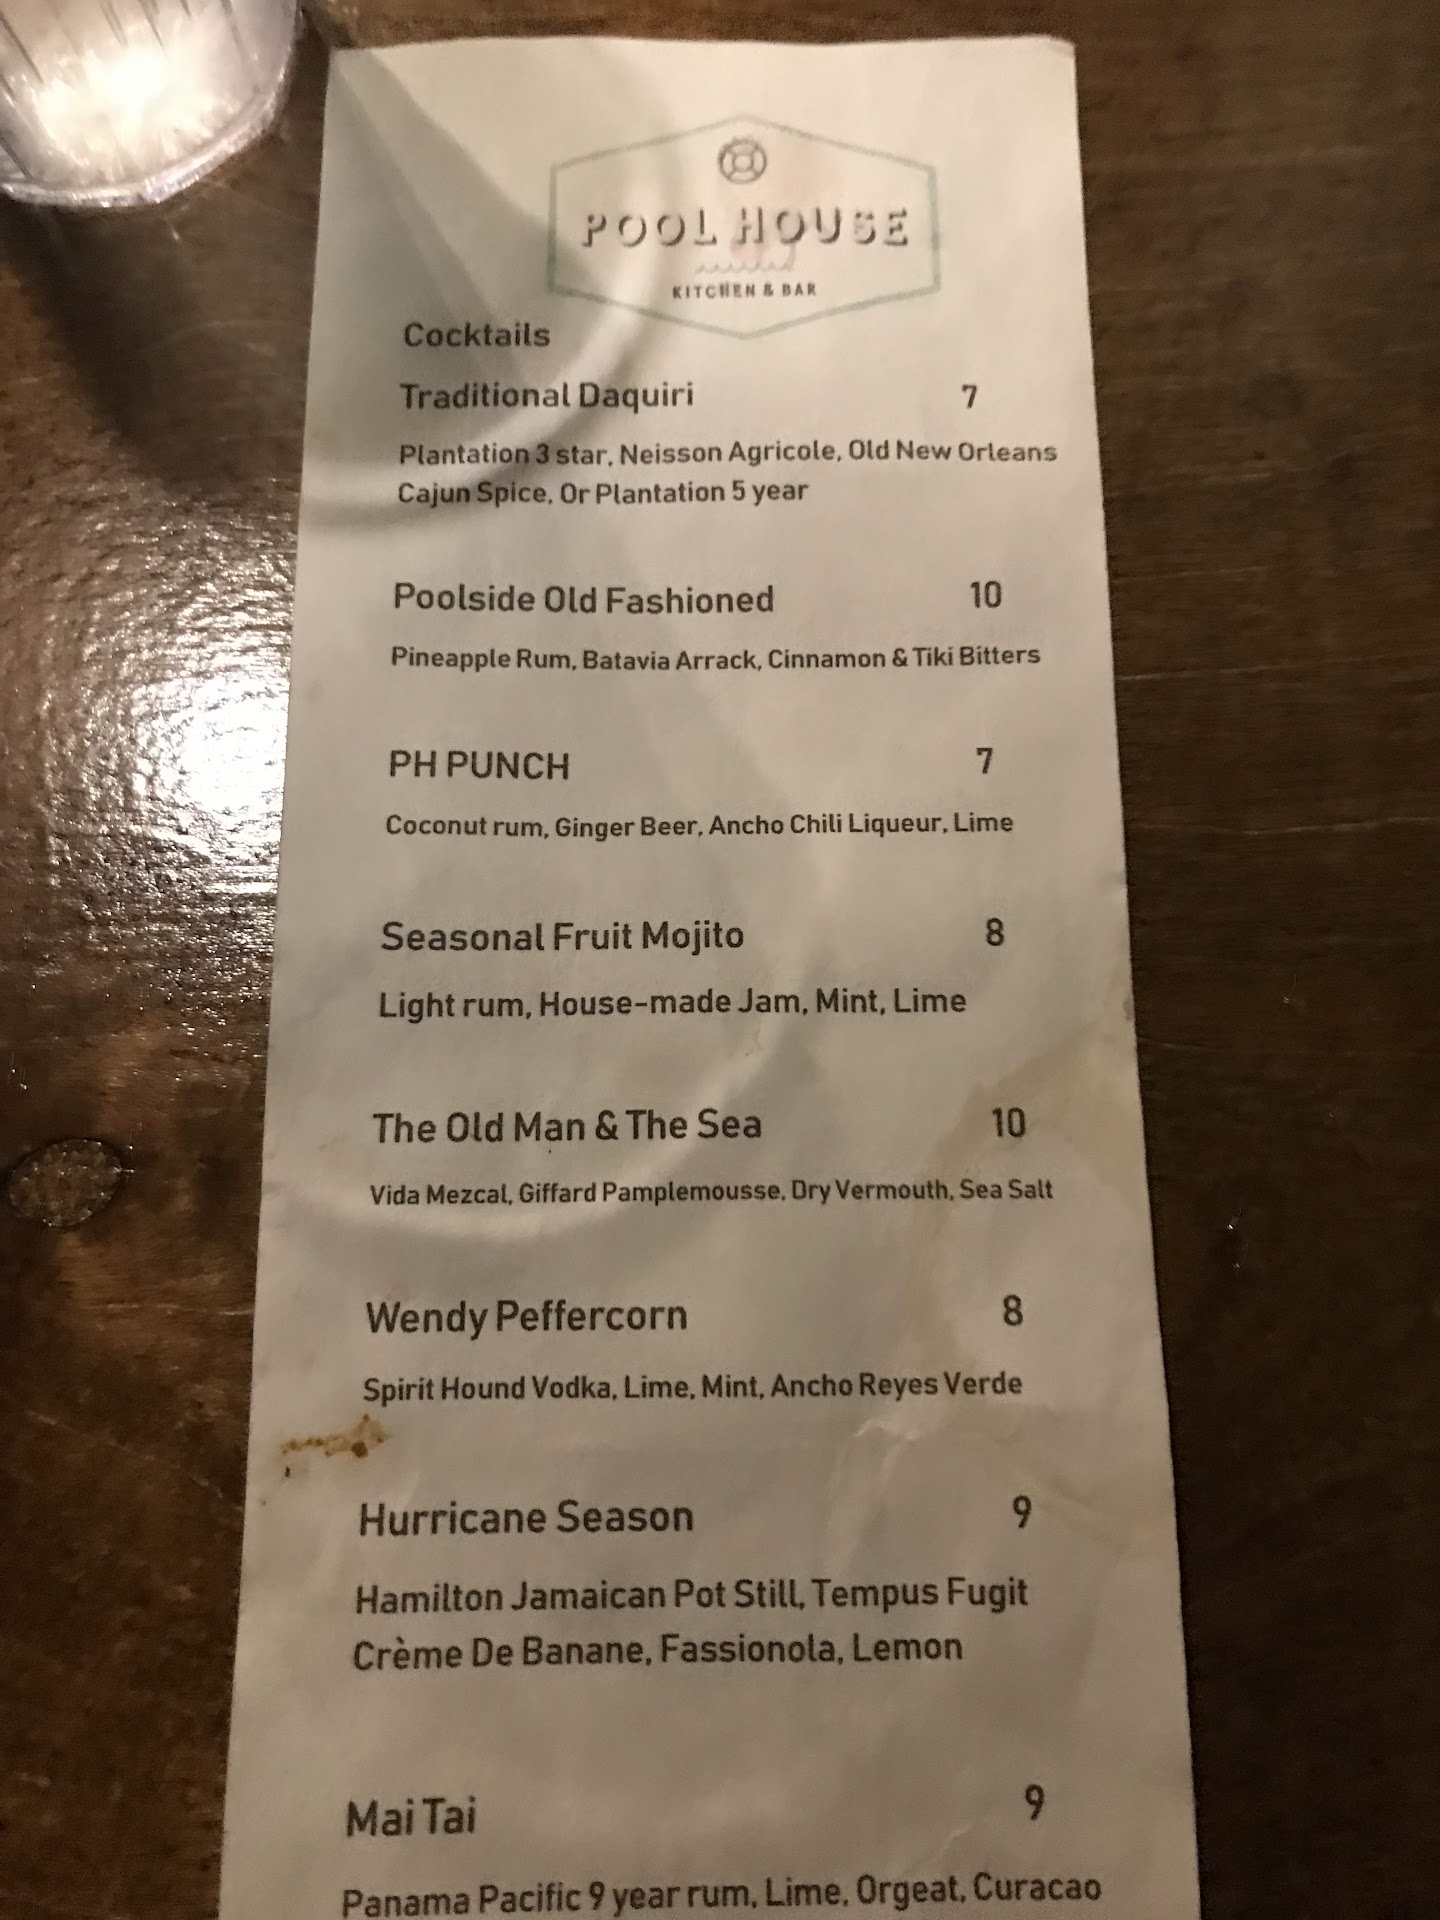 POOL HOUSE
KITCHEN & BAR
Cocktails
Traditional Daquiri 7
Plantation 3 star, Neisson Agricole, Old New Orleans
Cajun Spice, Or Plantation 5 year
Poolside Old Fashioned 10
Pineapple Rum, Batavia Arrack, Cinnamon & Tiki Bitters
PH PUNCH 7
Coconut rum, Ginger Beer, Ancho Chili Liqueur, Lime
Seasonal Fruit Mojito 8
Light rum, House-made Jam, Mint, Lime
The Old Man & The Sea 10
Vida Mezcal, Giffard Pamplemousse, Dry Vermouth, Sea Salt
Wendy Peffercorn 8
Spirit Hound Vodka, Lime, Mint, Ancho Reyes Verde
Hurricane Season 9
Hamilton Jamaican Pot Still, Tempus Fugit
Crème De Banane, Fassionola, Lemon
Mai Tai 9
Panama Pacific 9 year rum, Lime, Orgeat, Curacao